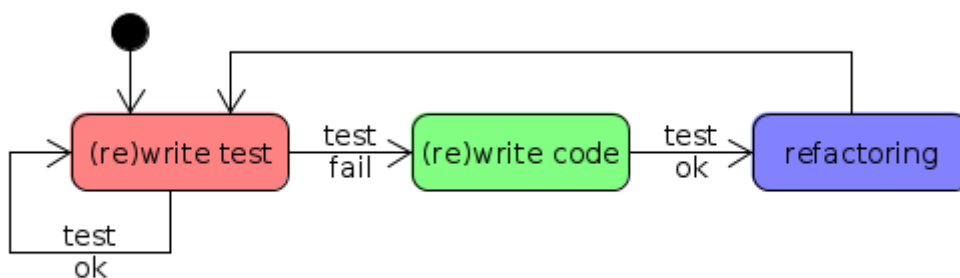 (re)write test
test
fail
(re)write code
test
ok
refactoring
test
ok